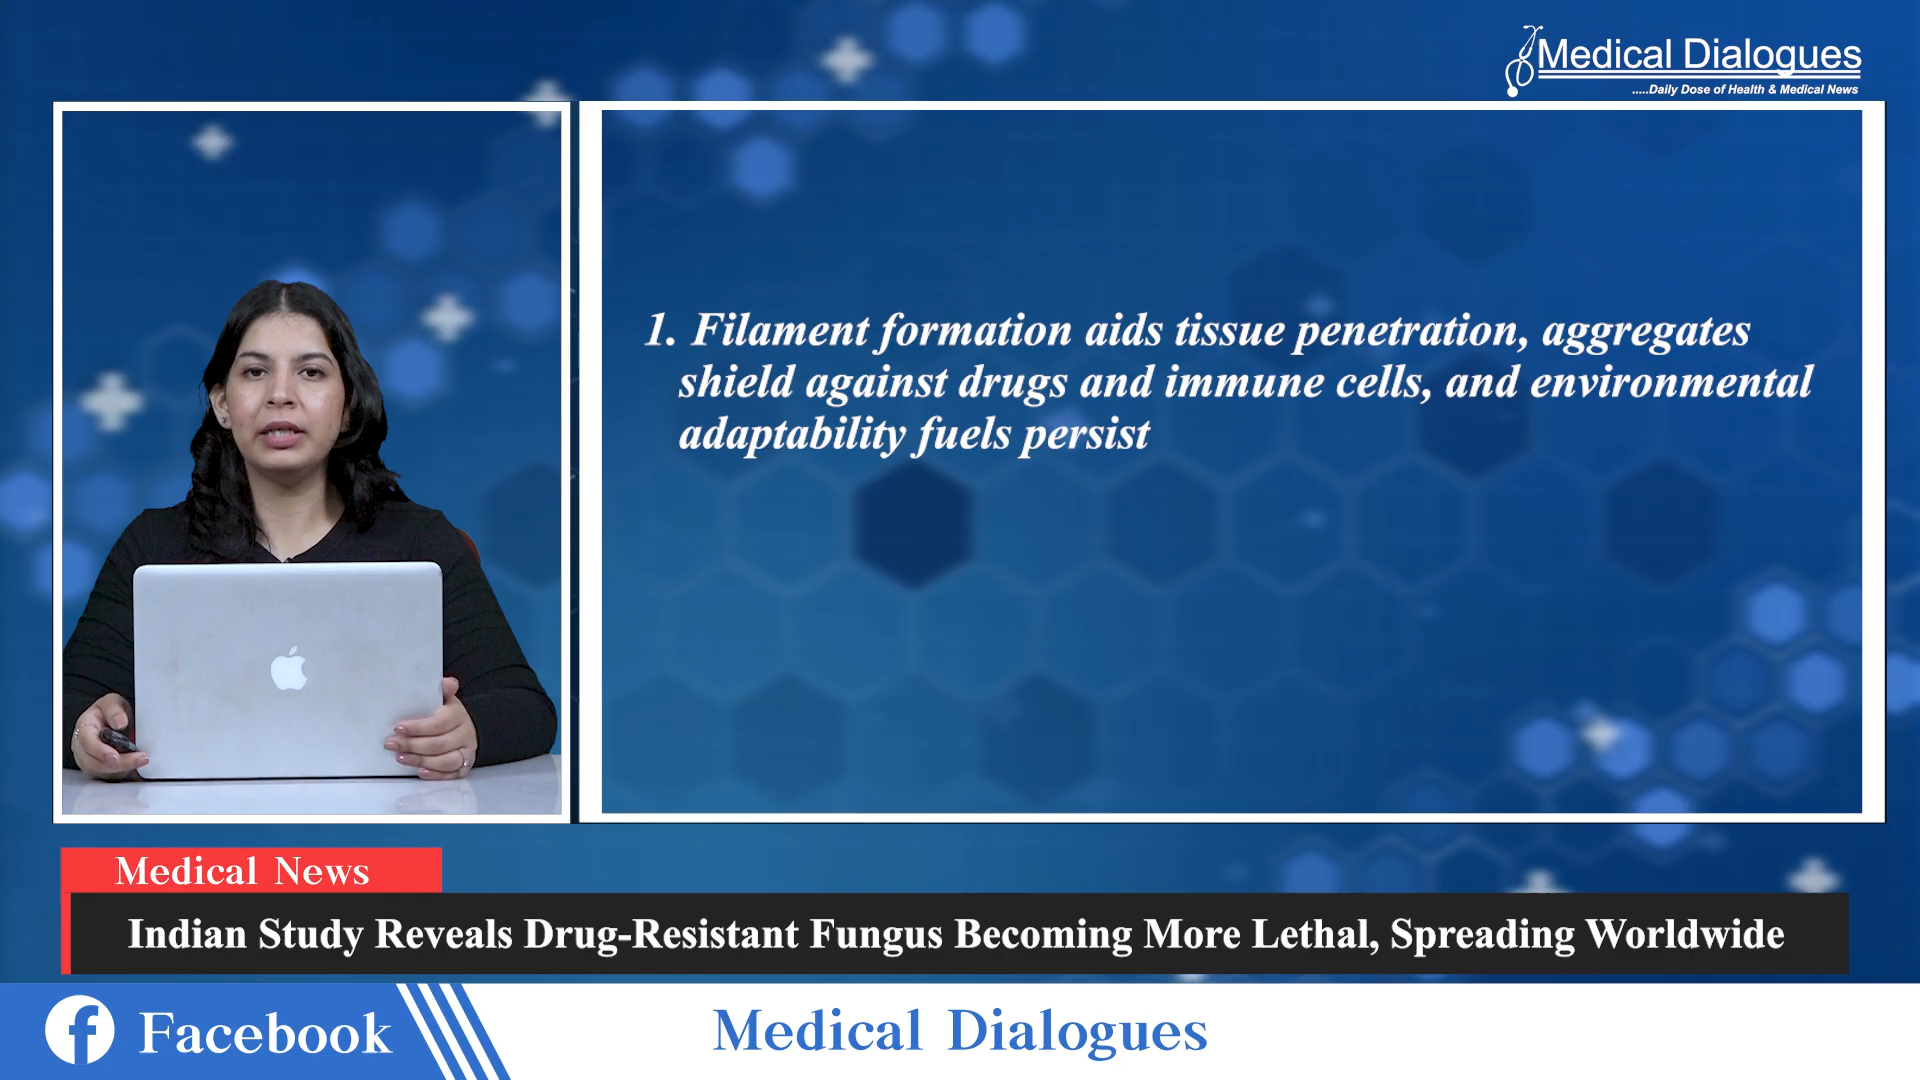 Medical Dialogues
.....Daily Dose of Health & Medical News
1. Filament formation aids tissue penetration, aggregates
shield against drugs and immune cells, and environmental
adaptability fuels persist
Medical News
Indian Study Reveals Drug-Resistant Fungus Becoming More Lethal, Spreading Worldwide
Facebook
Medical Dialogues